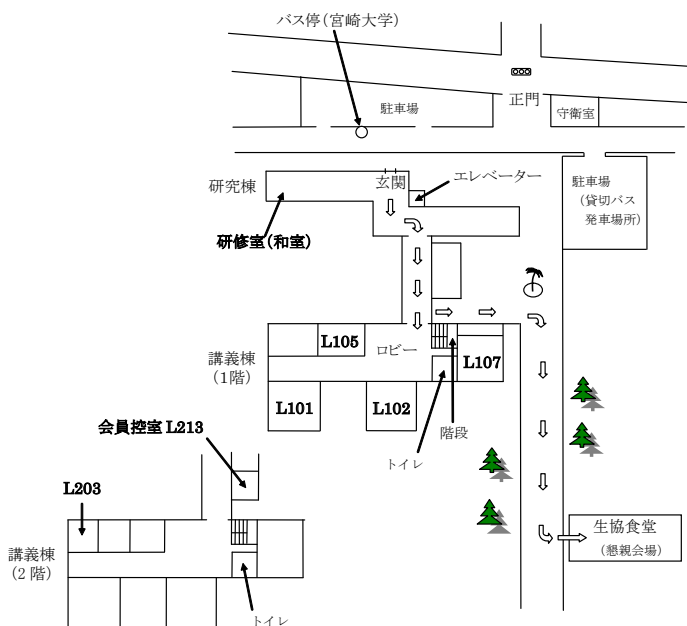 バス停(宮崎大学)
駐車場
正門
守衛室
研究棟
玄関
エレベーター
駐車場
(貸切バス
発車場所)
研修室(和室)
講義棟
(1階)
L105
ロビー
L107
L101
L102
会員控室 L213
トイレ
階段
L203
生協食堂
(懇親会場)
講義棟
(2 階)
トイレ